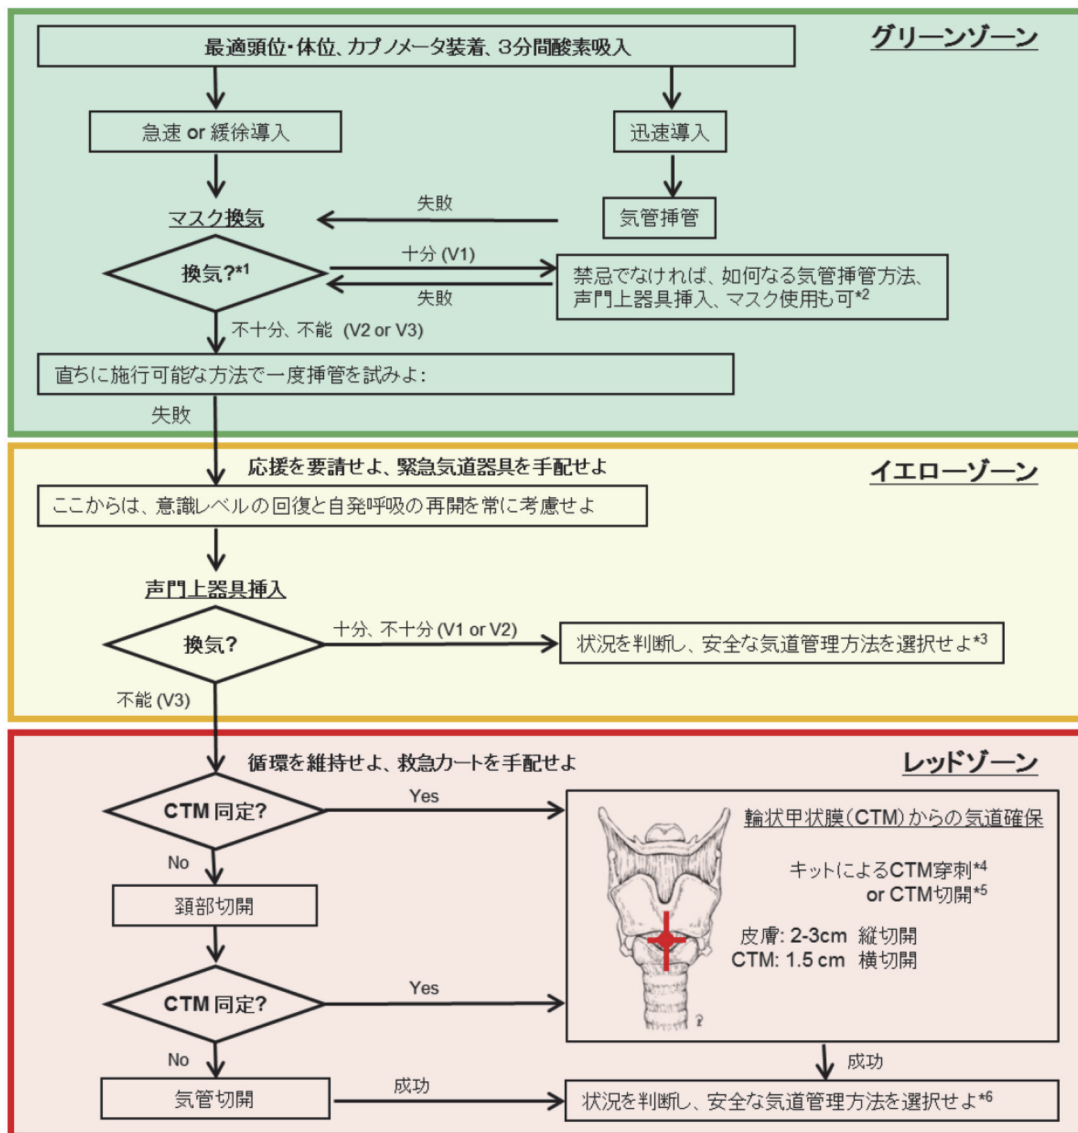 グリーンゾーン
最適頭位・体位、カプノメータ装着、3分間酸素吸入
急速 or 緩徐導入
迅速導入
気管挿管
失敗
マスク換気
換気?*1
十分 (V1)
失敗
禁忌でなければ、如何なる気管挿管方法、
声門上器具挿入、マスク使用も可*2
不十分、不能 (V2 or V3)
直ちに施行可能な方法で一度挿管を試みよ:
失敗
イエローゾーン
応援を要請せよ、緊急気道器具を手配せよ
ここからは、意識レベルの回復と自発呼吸の再開を常に考慮せよ
声門上器具挿入
換気?
十分、不十分 (V1 or V2)
状況を判断し、安全な気道管理方法を選択せよ*3
不能 (V3)
レッドゾーン
循環を維持せよ、救急カートを手配せよ
CTM 同定?
Yes
輪状甲状膜(CTM)からの気道確保
キットによるCTM穿刺*4
or CTM切開*5
皮膚: 2-3cm 縦切開
CTM: 1.5 cm 横切開
No
頚部切開
CTM 同定?
Yes
No
成功
気管切開
成功
状況を判断し、安全な気道管理方法を選択せよ*6